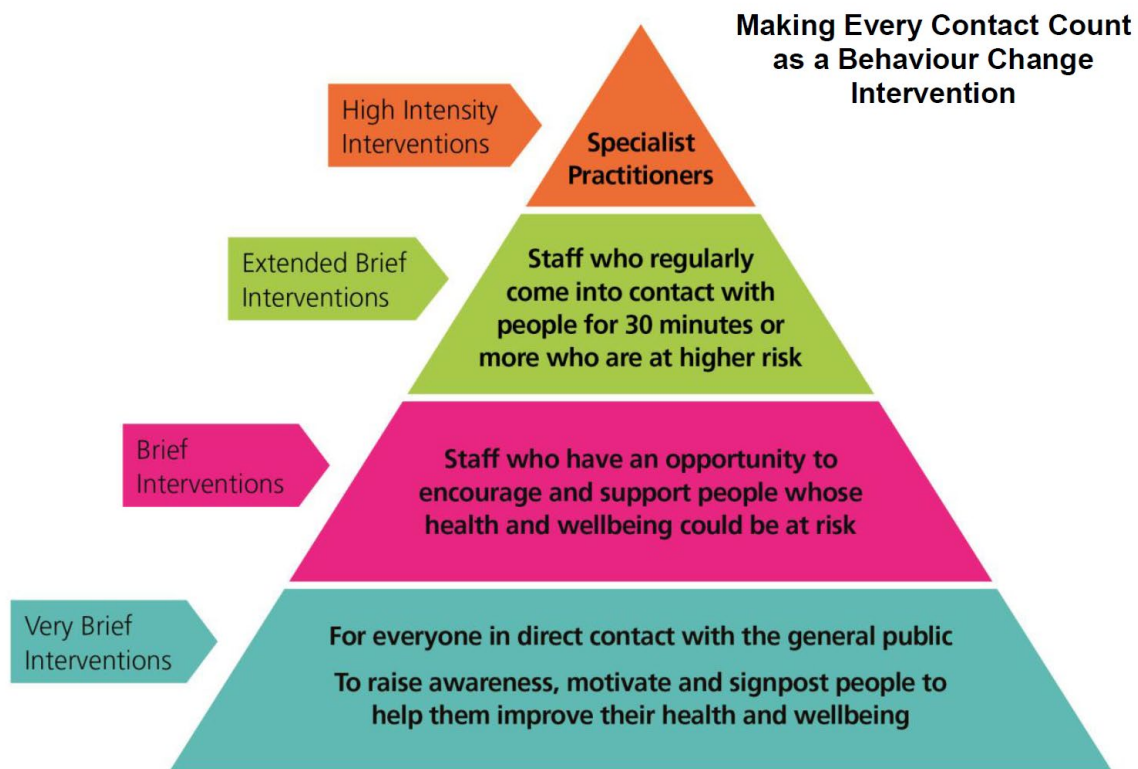 Making Every Contact Count
as a Behaviour Change
Intervention
High Intensity
Interventions
Specialist
Practitioners
Extended Brief
Interventions
Staff who regularly
come into contact with
people for 30 minutes or
more who are at higher risk
Brief
Interventions
Staff who have an opportunity to
encourage and support people whose
health and wellbeing could be at risk
Very Brief
Interventions
For everyone in direct contact with the general public
To raise awareness, motivate and signpost people to
help them improve their health and wellbeing